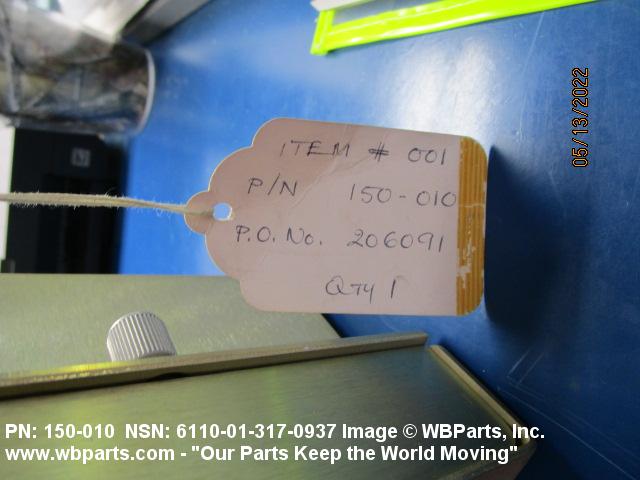 ITEM # 001
P/N 150-010
P.O. No. 206091
QTY 1
05/13/2022
PN: 150-010 NSN: 6110-01-317-0937 Image © WBParts, Inc.
www.wbparts.com - "Our Parts Keep the World Moving"